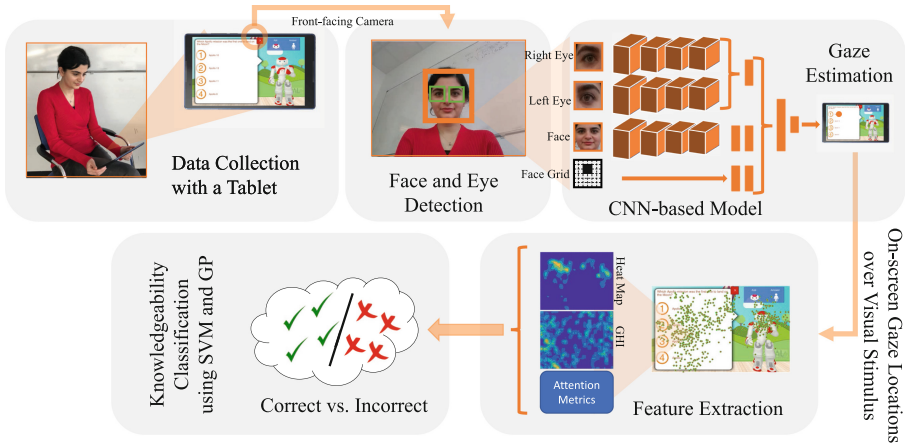 Front-facing Camera
Data Collection
with a Tablet
Face and Eye
Detection
Right Eye
Left Eye
Face
Face Grid
CNN-based Model
Gaze
Estimation
On-screen Gaze Locations
over Visual Stimulus
Heat Map
GHI
Attention
Metrics
Feature Extraction
1
2
3
4
1
4
Correct vs. Incorrect
Knowledgeability
Classification
using SVM and GP